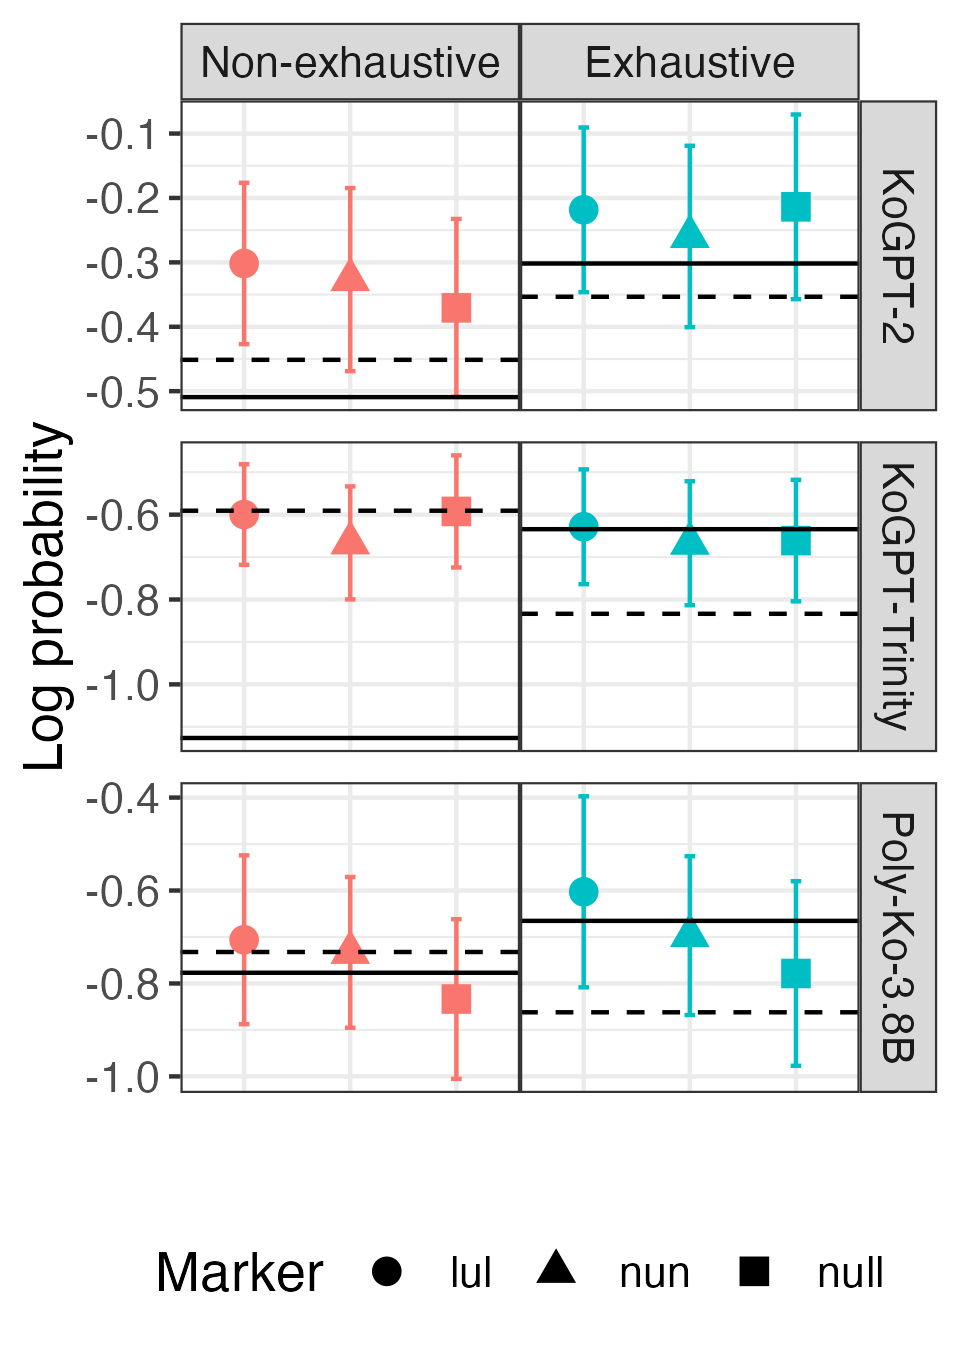 Non-exhaustive Exhaustive
-0.1
-0.2
-0.3
-0.4
-0.5
KoGPT-2
-0.6
-0.8
-1.0
KoGPT-Trinity
-0.4
-0.6
-0.8
-1.0
Poly-Ko-3.8B
Log probability
Marker lul nun null